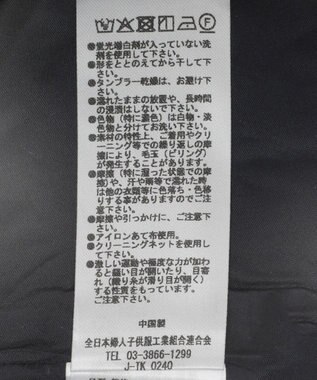 ●蛍光増白剤が入っていない洗
剤を使用して下さい。
●形をととのえてから干して下
さい。
●タンブラー乾燥は、お避け下
さい。
●濡れたままの放置や、長時間
の浸漬はしないで下さい。
●色物（特に濃色）は白物・淡
色物と分けてお洗い下さい。
●素材の特性上、ご着用やクリ
ーニング等での繰り返しの摩
擦により、毛玉（ピリング）
が発生することがあります。
●摩擦（特に湿った状態での摩
擦）や、汗や雨等で濡れた時
は他の衣類等に色落ち・色移
りする事がありますのでご注
意下さい。
●摩擦や引っかけに、ご注意下
さい。
●アイロンあて布使用。
●クリーニングネットを使用し
て下さい。
●激しい運動や極度な力が加わ
ると縫い目が開いたり、目寄
れ（縫い糸が滑り目が開く）
する性質をもっています。
中国製
全日本婦人子供服工業組合連合会
TEL 03-3866-1299
J-TK 0240